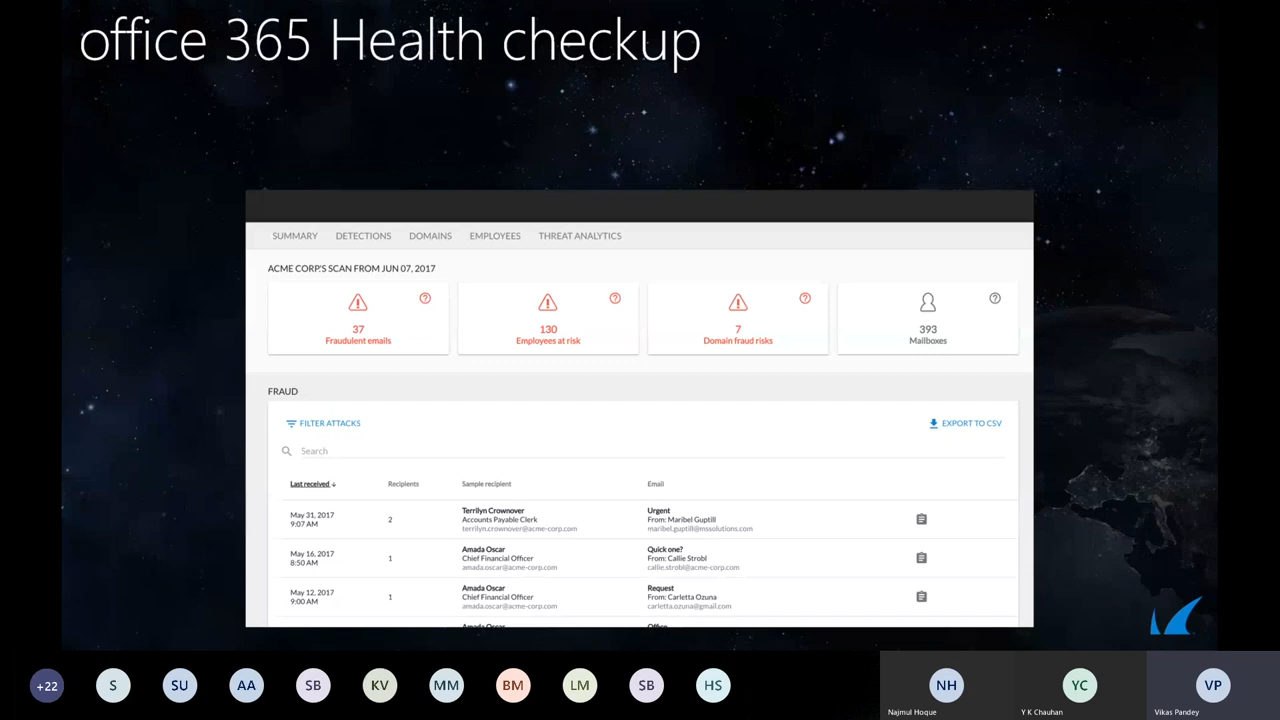 office 365 Health checkup
SUMMARY DETECTIONS DOMAINS EMPLOYEES THREAT ANALYTICS
ACME CORP.'S SCAN FROM JUN 07, 2017
37 130 7 393
Fraudulent emails Employees at risk Domain fraud risks Mailboxes
FRAUD
FILTER ATTACKS EXPORT TO CSV
Search
Last received Recipients Sample recipient Email
May 31, 2017
9:07 AM
2
Terrilyn Crownover
Accounts Payable Clerk
terrilyn.crownover@acme-corp.com
Urgent
From: Maribel Guptill
maribel.guptill@mssolutions.com
May 16, 2017
8:50 AM
1
Amada Oscar
Chief Financial Officer
amada.oscar@acme-corp.com
Quick one?
From: Callie Strobl
callie.strobl@acme-corp.com
May 12, 2017
9:00 AM
1
Amada Oscar
Chief Financial Officer
amada.oscar@acme-corp.com
Request
From: Carletta Ozuna
carletta.ozuna@gmail.com
Amada Oscar Office
+22 S SU AA SB KV MM BM LM SB HS NH YC VP
Najmul Hoque Y K Chauhan Vikas Pandey